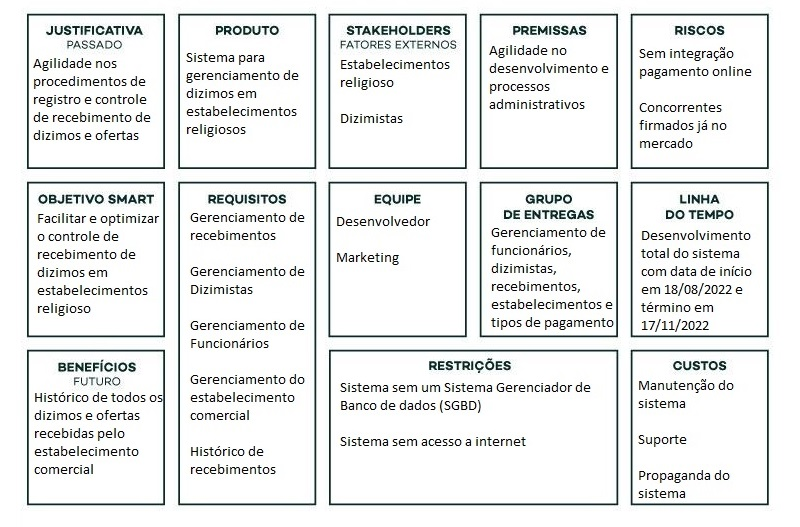 JUSTIFICATIVA
PASSADO
Agilidade nos
procedimentos de
registro e controle
de recebimento de
dizimos e ofertas
PRODUTO
Sistema para
gerenciamento de
dizimos em
estabelecimentos
religiosos
STAKEHOLDERS
FATORES EXTERNOS
Estabelecimentos
religioso
Dizimistas
PREMISSAS
Agilidade no
desenvolvimento e
processos
administrativos
RISCOS
Sem integração
pagamento online
Concorrentes
firmados já no
mercado
OBJETIVO SMART
Facilitar e optimizar
o controle de
recebimento de
dizimos em
estabelecimentos
religioso
REQUISITOS
Gerenciamento de
recebimentos
Gerenciamento de
Dizimistas
Gerenciamento de
Funcionários
Gerenciamento do
estabelecimento
comercial
Histórico de
recebimentos
EQUIPE
Desenvolvedor
Marketing
GRUPO
DE ENTREGAS
Gerenciamento de
funcionários,
dizimistas,
recebimentos,
estabelecimentos e
tipos de pagamento
LINHA
DO TEMPO
Desenvolvimento
total do sistema
com data de início
em 18/08/2022 e
término em
17/11/2022
BENEFÍCIOS
FUTURO
Histórico de todos os
dizimos e ofertas
recebidas pelo
estabelecimento
comercial
RESTRIÇÕES
Sistema sem um Sistema Gerenciador de
Banco de dados (SGBD)
Sistema sem acesso a internet
CUSTOS
Manutenção do
sistema
Suporte
Propaganda do
sistema